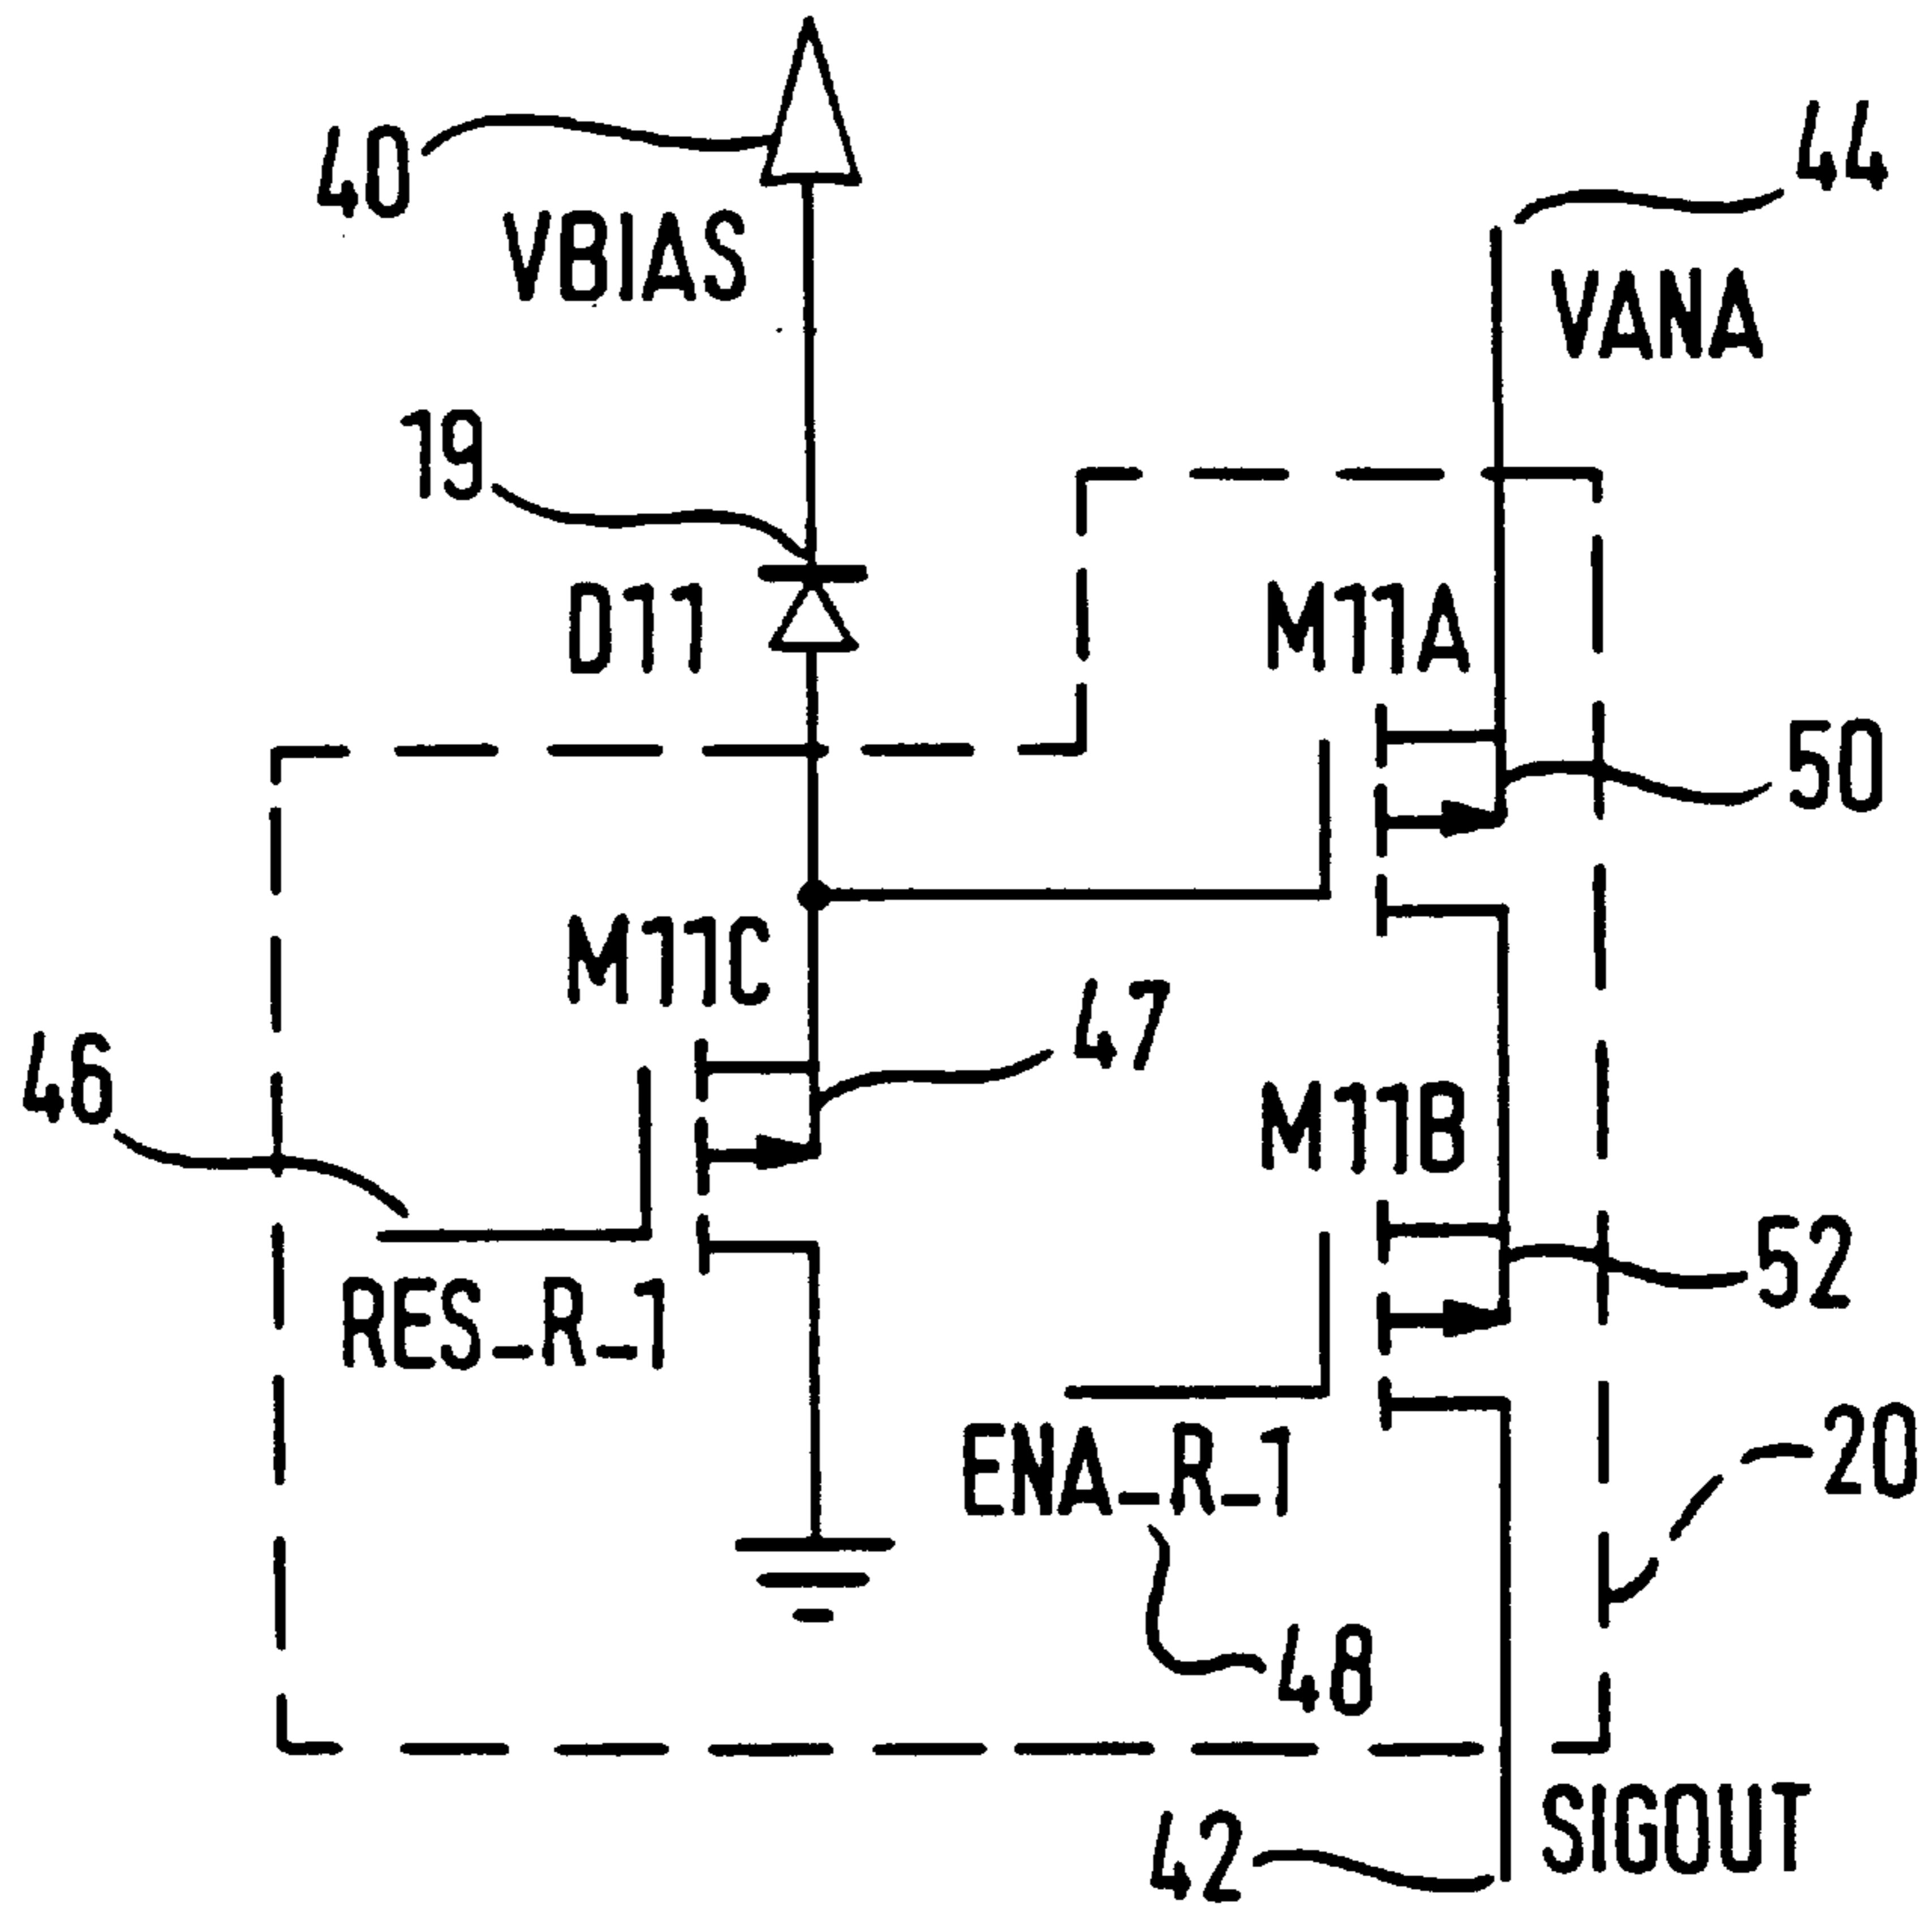 40
44
VBIAS
VANA
19
D11
M11A
50
M11C
47
46
M11B
52
RES_R_1
ENA_R_1
20
48
SIGOUT
42